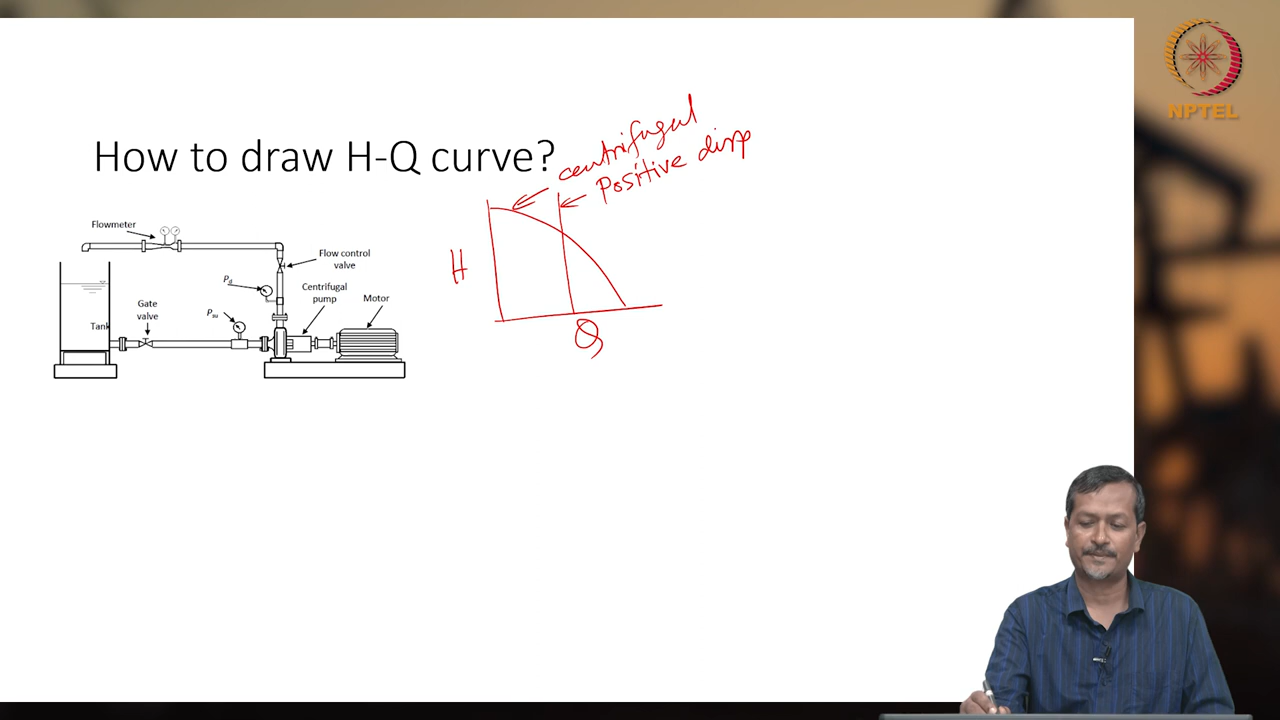 NPTEL
How to draw H-Q curve?
centrifugal
Positive disp
H
Q
Flowmeter
Flow control
valve
Pd
Centrifugal
pump
Motor
Gate
valve
Psu
Tank